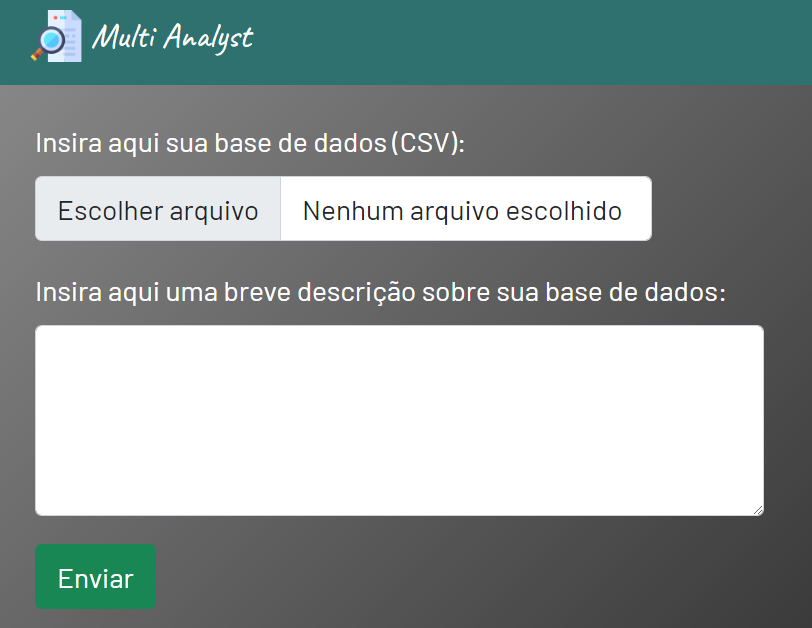 Multi Analyst
Insira aqui sua base de dados (CSV):
Escolher arquivo Nenhum arquivo escolhido
Insira aqui uma breve descrição sobre sua base de dados:
Enviar